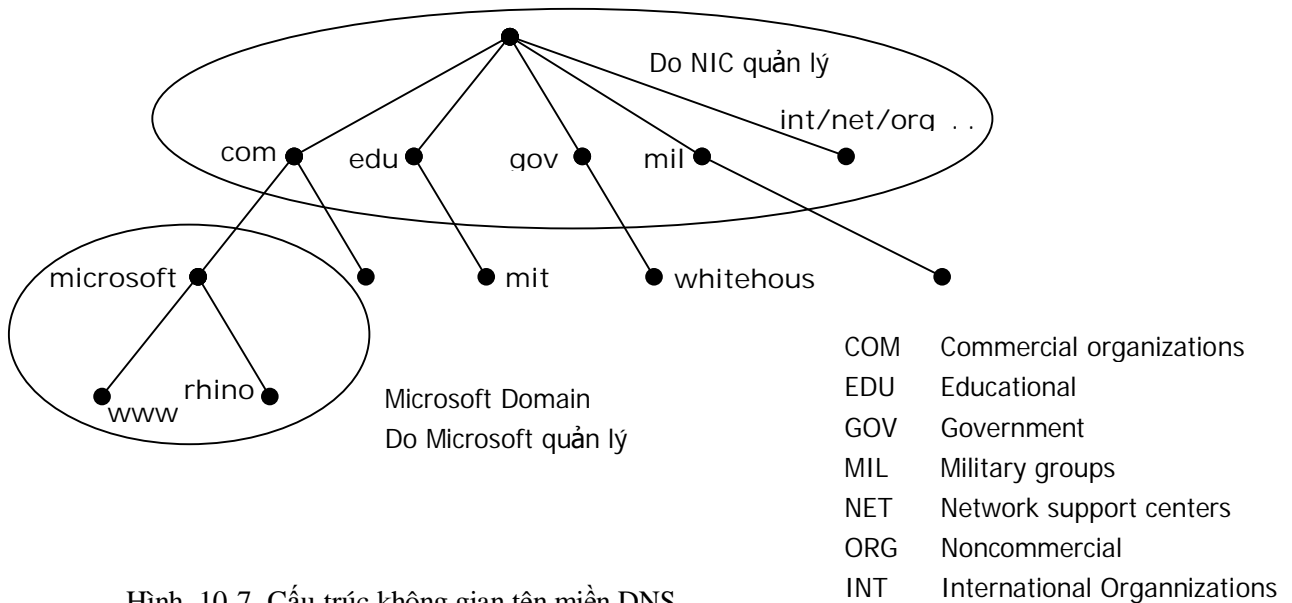 Do NIC quản lý
int/net/org . .
com
edu
gov
mil
microsoft
mit
whitehous
www
rhino
Microsoft Domain
Do Microsoft quản lý
COM Commercial organizations
EDU Educational
GOV Government
MIL Military groups
NET Network support centers
ORG Noncommercial
INT International Organnizations
Hình 10-7. Cấu trúc không gian tên miền DNS